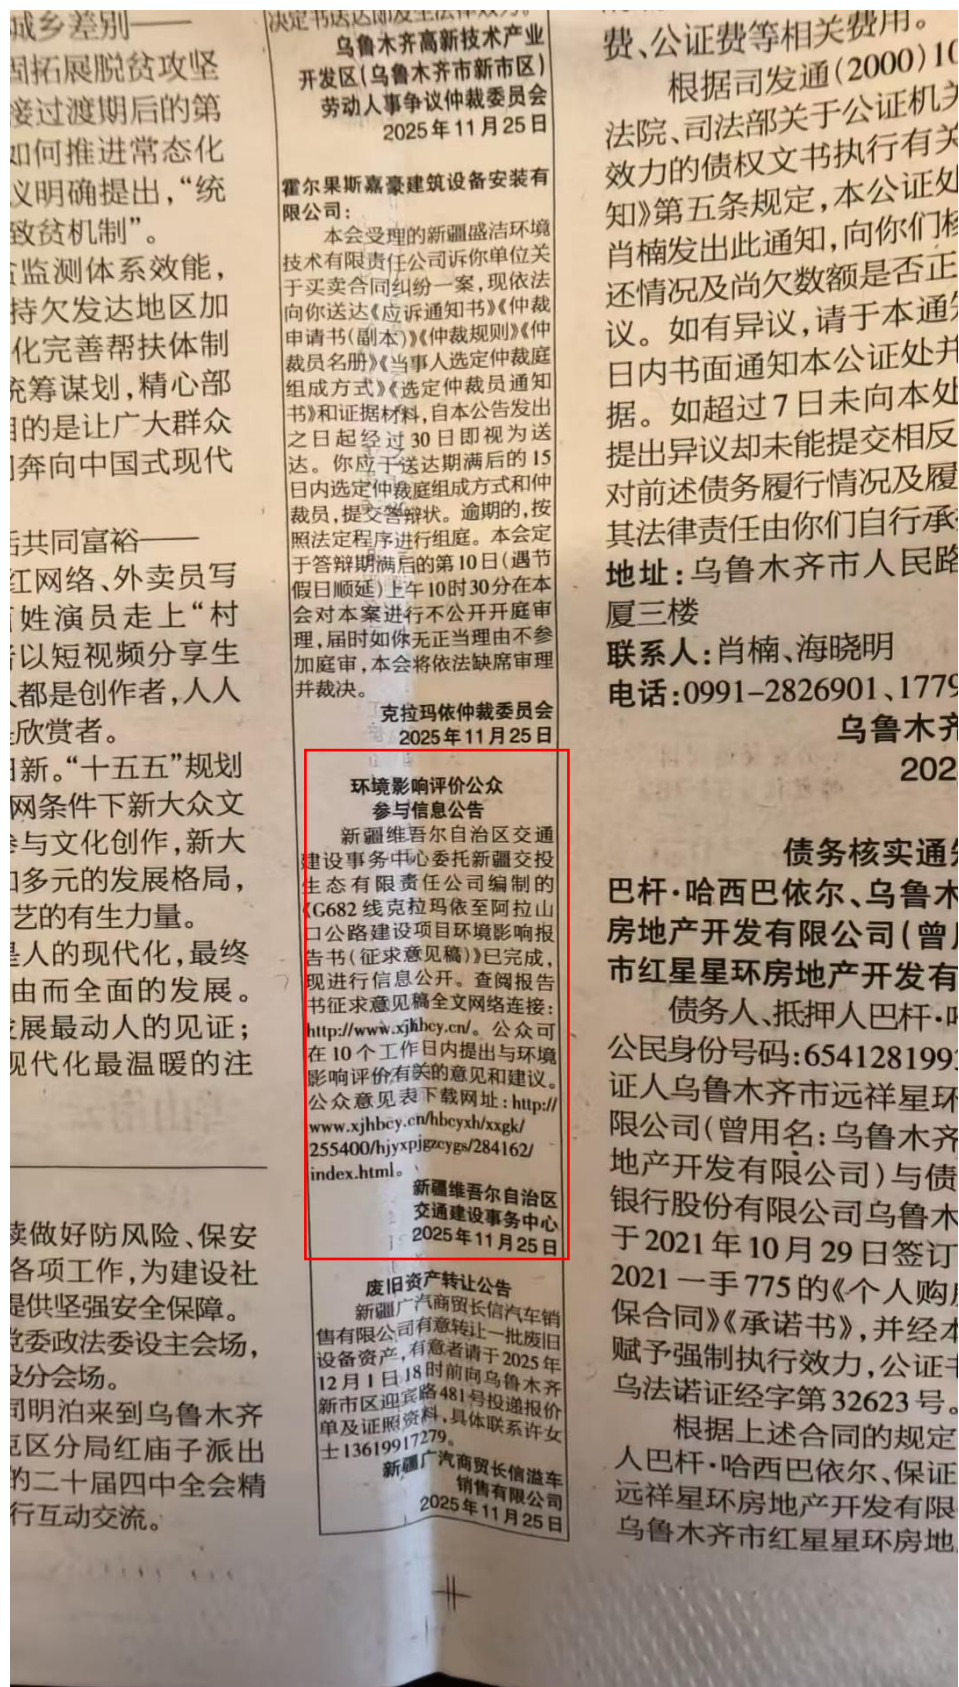 城乡差别——
固拓展脱贫攻坚
接过渡期后的第
如何推进常态化
议明确提出，“统
致贫机制”。
监测体系效能，
持欠发达地区加
化完善帮扶体制
统筹谋划，精心部
目的是让广大群众
奔向中国式现代
共同富裕——
红网络、外卖员写
百姓演员走上“村
以短视频分享生
人都是创作者，人人
欣赏者。
日新。“十五五”规划
网条件下新大众文
参与文化创作，新大
多元的发展格局，
艺的有生力量。
是人的现代化，最终
由而全面的发展。
发展最动人的见证；
现代化最温暖的注
续做好防风险、保安
各项工作，为建设社
提供坚强安全保障。
党委政法委设主会场，
设分会场。
司明泊来到乌鲁木齐
区分局红庙子派出
的二十届四中全会精
行互动交流。
决定书送达即发生法律效力。
乌鲁木齐高新技术产业
开发区（乌鲁木齐市新市区）
劳动人事争议仲裁委员会
2025年11月25日
霍尔果斯嘉豪建筑设备安装有
限公司：
本会受理的新疆盛洁环境
技术有限责任公司诉你单位关
于买卖合同纠纷一案，现依法
向你送达《应诉通知书》《仲裁
申请书（副本）》《仲裁规则》《仲
裁员名册》《当事人选定仲裁庭
组成方式》《选定仲裁员通知
书》和证据材料，自本公告发出
之日起经过30日即视为送
达。你应于送达期满后的15
日内选定仲裁庭组成方式和仲
裁员，提交答辩状。逾期的，按
照法定程序进行组庭。本会定
于答辩期满后的第10日（遇节
假日顺延）上午10时30分在本
会对本案进行不公开开庭审
理，届时如你无正当理由不参
加庭审，本会将依法缺席审理
并裁决。
克拉玛依仲裁委员会
2025年11月25日
环境影响评价公众
参与信息公告
新疆维吾尔自治区交通
建设事务中心委托新疆交投
生态有限责任公司编制的
《G682线克拉玛依至阿拉山
口公路建设项目环境影响报
告书（征求意见稿）》已完成，
现进行信息公开。查阅报告
书征求意见稿全文网络连接：
http://www.xjhbcy.cn/。公众可
在10个工作日内提出与环境
影响评价有关的意见和建议。
公众意见表下载网址：http://
www.xjhbcy.cn/hbcyxh/xxgk/
255400/hjyxpjgzcygs/284162/
index.html。
新疆维吾尔自治区
交通建设事务中心
2025年11月25日
废旧资产转让公告
新疆广汽商贸长信汽车销
售有限公司有意转让一批废旧
设备资产，有意者请于2025年
12月1日18时前向乌鲁木齐
新市区迎宾路481号投递报价
单及证照资料，具体联系许女
士13619917279。
新疆广汽商贸长信溢车
销售有限公司
2025年11月25日
费、公证费等相关费用。
根据司发通（2000）10
法院、司法部关于公证机关
效力的债权文书执行有关
知》第五条规定，本公证处
肖楠发出此通知，向你们核
还情况及尚欠数额是否正
议。如有异议，请于本通知
日内书面通知本公证处并
据。如超过7日未向本处
提出异议却未能提交相反
对前述债务履行情况及履
其法律责任由你们自行承担
地址：乌鲁木齐市人民路
厦三楼
联系人：肖楠、海晓明
电话：0991-2826901、1779
乌鲁木齐
202
债务核实通知
巴杆·哈西巴依尔、乌鲁木
房地产开发有限公司（曾用
市红星星环房地产开发有
债务人、抵押人巴杆·哈
公民身份号码：654128199
证人乌鲁木齐市远祥星环
限公司（曾用名：乌鲁木齐
地产开发有限公司）与债
银行股份有限公司乌鲁木
于2021年10月29日签订
2021一手775的《个人购房
保合同》《承诺书》，并经本
赋予强制执行效力，公证书
乌法诺证经字第32623号。
根据上述合同的规定
人巴杆·哈西巴依尔、保证
远祥星环房地产开发有限
乌鲁木齐市红星星环房地